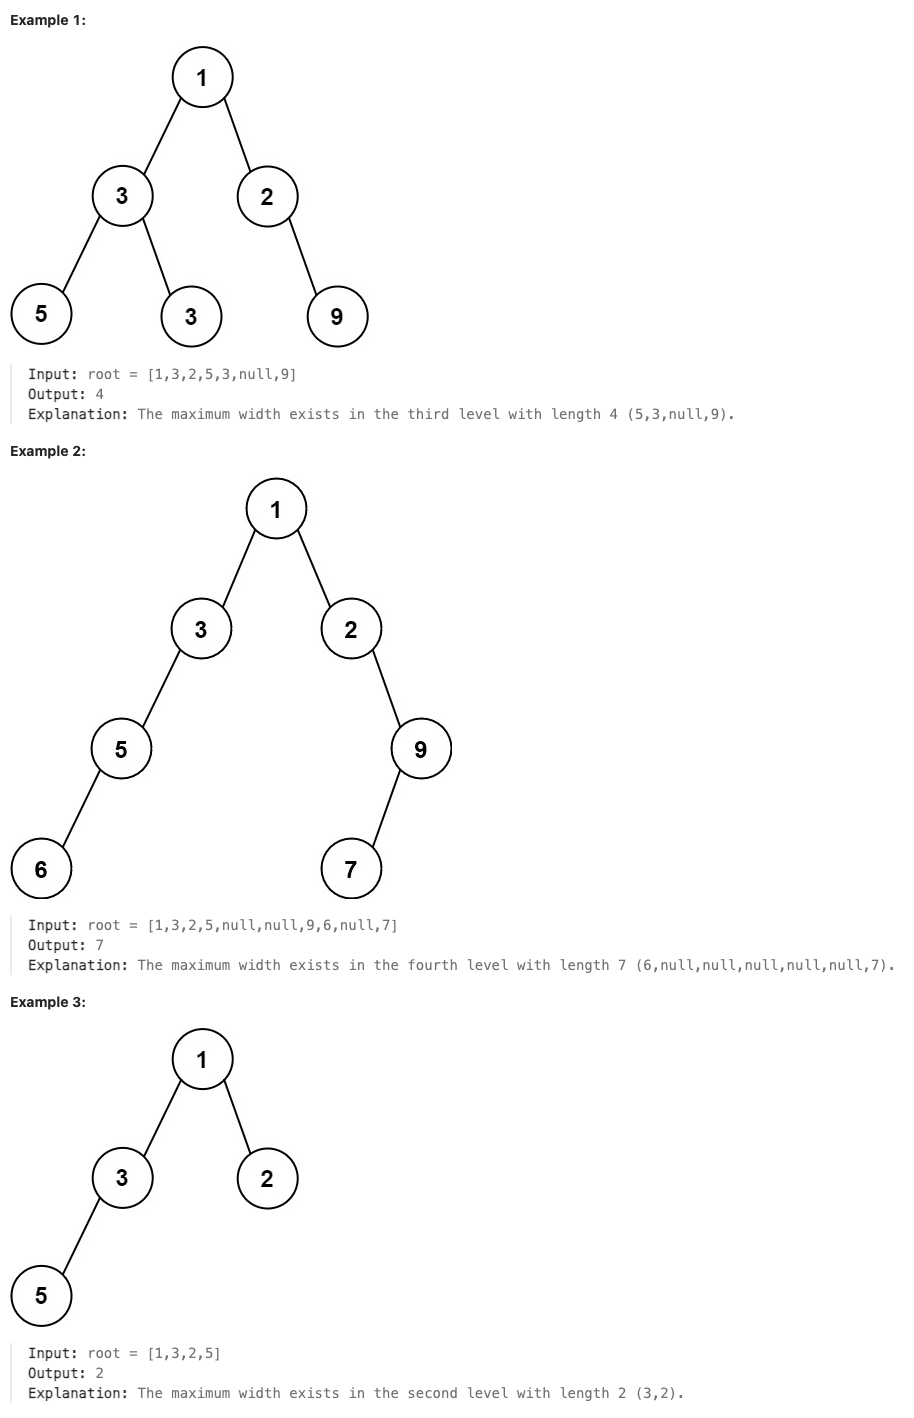 Example 1:
1
3
2
5
3
9
Input: root = [1,3,2,5,3,null,9]
Output: 4
Explanation: The maximum width exists in the third level with length 4 (5,3,null,9).
Example 2:
1
3
2
5
9
6
7
Input: root = [1,3,2,5,null,null,9,6,null,7]
Output: 7
Explanation: The maximum width exists in the fourth level with length 7 (6,null,null,null,null,null,7).
Example 3:
1
3
2
5
Input: root = [1,3,2,5]
Output: 2
Explanation: The maximum width exists in the second level with length 2 (3,2).